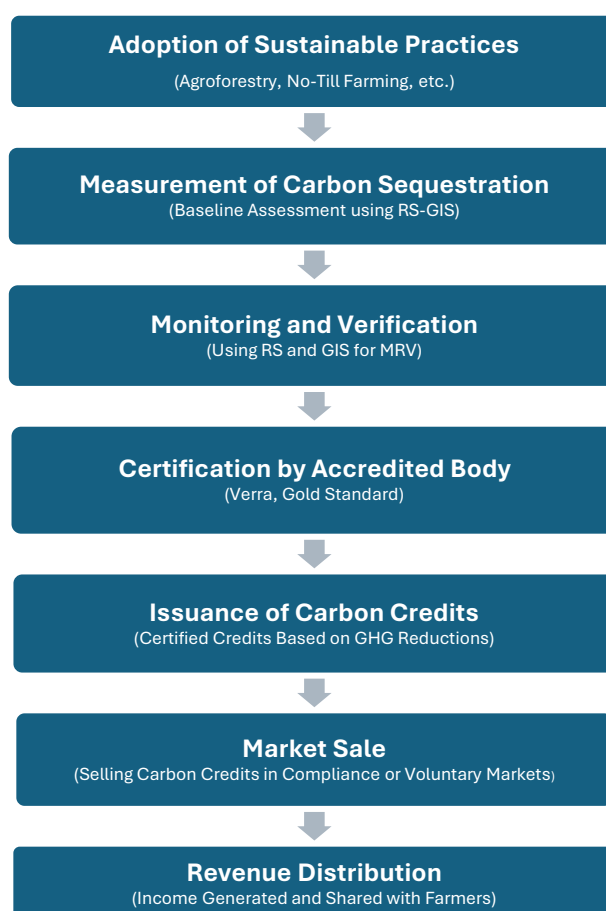 Adoption of Sustainable Practices
(Agroforestry, No-Till Farming, etc.)
Measurement of Carbon Sequestration
(Baseline Assessment using RS-GIS)
Monitoring and Verification
(Using RS and GIS for MRV)
Certification by Accredited Body
(Verra, Gold Standard)
Issuance of Carbon Credits
(Certified Credits Based on GHG Reductions)
Market Sale
(Selling Carbon Credits in Compliance or Voluntary Markets)
Revenue Distribution
(Income Generated and Shared with Farmers)